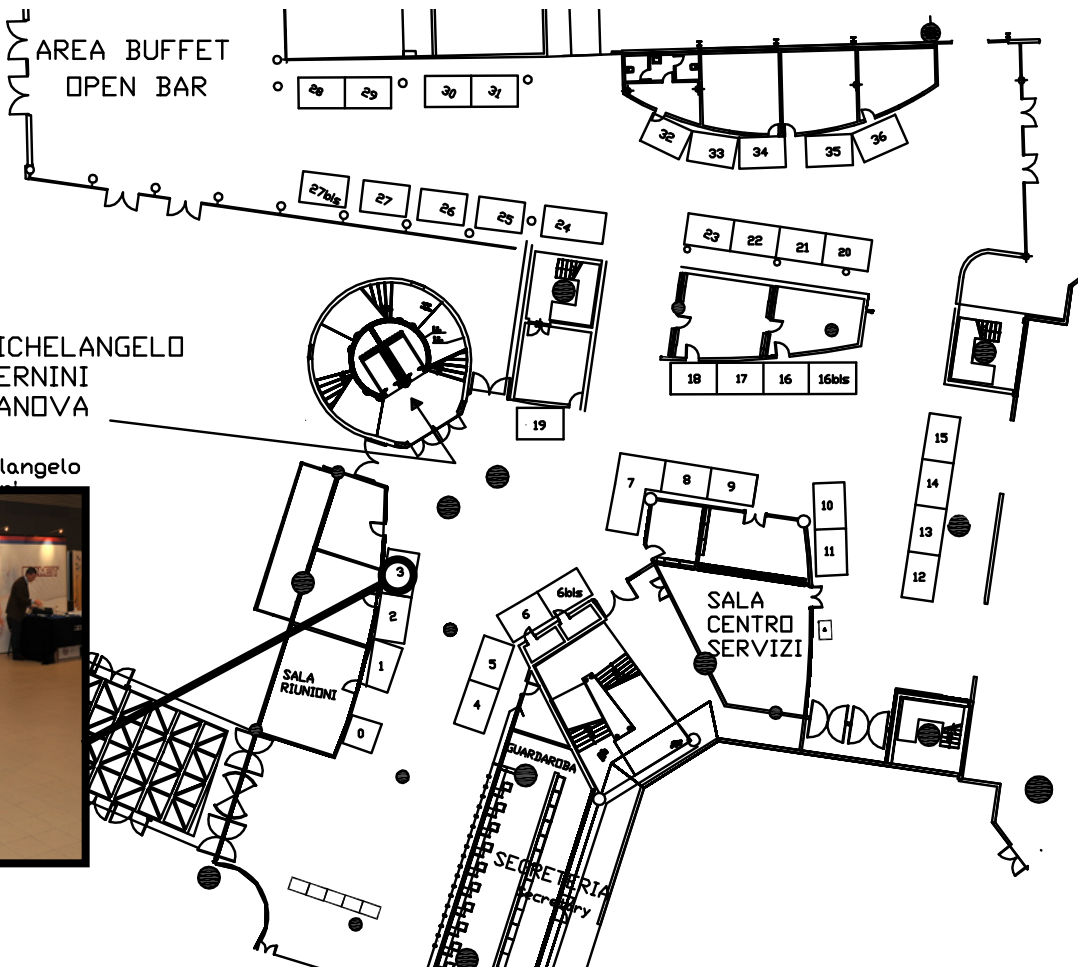 AREA BUFFET
OPEN BAR
28
29
30
31
32
33
34
35
36
27bis
27
26
25
24
23
22
21
20
ICHELANGELO
ERNINI
ANOVA
18
17
16
16bis
19
langelo
15
14
13
12
7
8
9
10
11
3
2
1
0
6
6bis
5
4
SALA
CENTRO
SERVIZI
SALA
RIUNIONI
GUARDAROBA
SEGRETERIA
Secretary